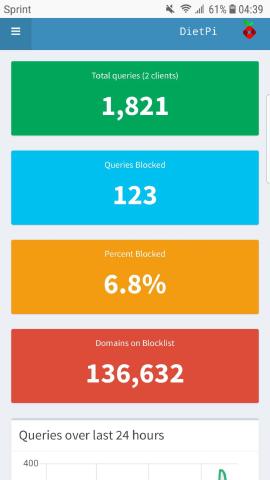 Sprint 61% 04:39
DietPi
Total queries (2 clients)
1,821
Queries Blocked
123
Percent Blocked
6.8%
Domains on Blocklist
136,632
Queries over last 24 hours
400